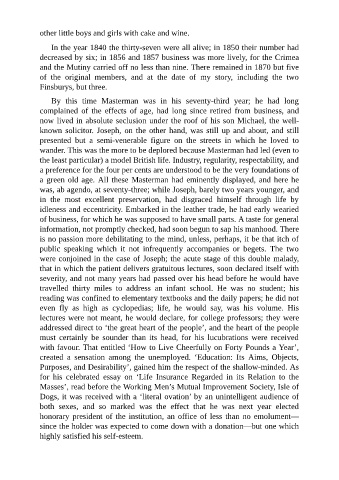 other little boys and girls with cake and wine.
In the year 1840 the thirty-seven were all alive; in 1850 their number had
decreased by six; in 1856 and 1857 business was more lively, for the Crimea
and the Mutiny carried off no less than nine. There remained in 1870 but five
of the original members, and at the date of my story, including the two
Finsburys, but three.
By this time Masterman was in his seventy-third year; he had long
complained of the effects of age, had long since retired from business, and
now lived in absolute seclusion under the roof of his son Michael, the well-
known solicitor. Joseph, on the other hand, was still up and about, and still
presented but a semi-venerable figure on the streets in which he loved to
wander. This was the more to be deplored because Masterman had led (even to
the least particular) a model British life. Industry, regularity, respectability, and
a preference for the four per cents are understood to be the very foundations of
a green old age. All these Masterman had eminently displayed, and here he
was, ab agendo, at seventy-three; while Joseph, barely two years younger, and
in the most excellent preservation, had disgraced himself through life by
idleness and eccentricity. Embarked in the leather trade, he had early wearied
of business, for which he was supposed to have small parts. A taste for general
information, not promptly checked, had soon begun to sap his manhood. There
is no passion more debilitating to the mind, unless, perhaps, it be that itch of
public speaking which it not infrequently accompanies or begets. The two
were conjoined in the case of Joseph; the acute stage of this double malady,
that in which the patient delivers gratuitous lectures, soon declared itself with
severity, and not many years had passed over his head before he would have
travelled thirty miles to address an infant school. He was no student; his
reading was confined to elementary textbooks and the daily papers; he did not
even fly as high as cyclopedias; life, he would say, was his volume. His
lectures were not meant, he would declare, for college professors; they were
addressed direct to ‘the great heart of the people’, and the heart of the people
must certainly be sounder than its head, for his lucubrations were received
with favour. That entitled ‘How to Live Cheerfully on Forty Pounds a Year’,
created a sensation among the unemployed. ‘Education: Its Aims, Objects,
Purposes, and Desirability’, gained him the respect of the shallow-minded. As
for his celebrated essay on ‘Life Insurance Regarded in its Relation to the
Masses’, read before the Working Men’s Mutual Improvement Society, Isle of
Dogs, it was received with a ‘literal ovation’ by an unintelligent audience of
both sexes, and so marked was the effect that he was next year elected
honorary president of the institution, an office of less than no emolument—
since the holder was expected to come down with a donation—but one which
highly satisfied his self-esteem.